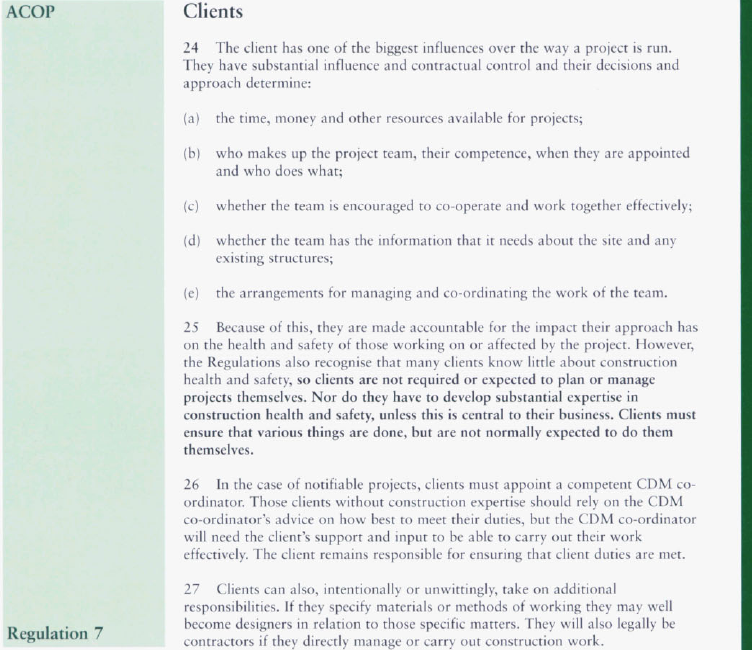 ACOP
Clients
24 The client has one of the biggest influences over the way a project is run.
They have substantial influence and contractual control and their decisions and
approach determine:
(a) the time, money and other resources available for projects;
(b) who makes up the project team, their competence, when they are appointed
and who does what;
(c) whether the team is encouraged to co-operate and work together effectively;
(d) whether the team has the information that it needs about the site and any
existing structures;
(e) the arrangements for managing and co-ordinating the work of the team.
25 Because of this, they are made accountable for the impact their approach has
on the health and safety of those working on or affected by the project. However,
the Regulations also recognise that many clients know little about construction
health and safety, so clients are not required or expected to plan or manage
projects themselves. Nor do they have to develop substantial expertise in
construction health and safety, unless this is central to their business. Clients must
ensure that various things are done, but are not normally expected to do them
themselves.
26 In the case of notifiable projects, clients must appoint a competent CDM co-
ordinator. Those clients without construction expertise should rely on the CDM
co-ordinator's advice on how best to meet their duties, but the CDM co-ordinator
will need the client's support and input to be able to carry out their work
effectively. The client remains responsible for ensuring that client duties are met.
27 Clients can also, intentionally or unwittingly, take on additional
responsibilities. If they specify materials or methods of working they may well
become designers in relation to those specific matters. They will also legally be
contractors if they directly manage or carry out construction work.
Regulation 7